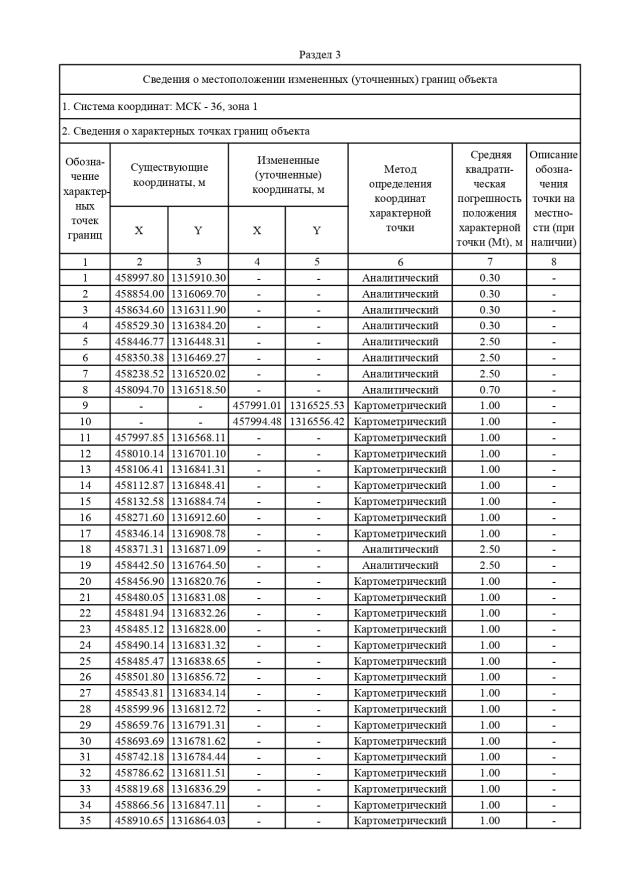 Раздел 3
Сведения о местоположении измененных (уточненных) границ объекта
1. Система координат: МСК - 36, зона 1
2. Сведения о характерных точках границ объекта
Обозна-
чение
характер-
ных
точек
границ
Существующие
координаты, м
Измененные
(уточненные)
координаты, м
Метод
определения
координат
характерной
точки
Средняя
квадрати-
ческая
погрешность
положения
характерной
точки (Mt), м
Описание
обозна-
чения
точки на
местно-
сти (при
наличии)
X Y X Y
1 2 3 4 5 6 7 8
1 458997.80 1315910.30 - - Аналитический 0.30 -
2 458854.00 1316069.70 - - Аналитический 0.30 -
3 458634.60 1316311.90 - - Аналитический 0.30 -
4 458529.30 1316384.20 - - Аналитический 0.30 -
5 458446.77 1316448.31 - - Аналитический 2.50 -
6 458350.38 1316469.27 - - Аналитический 2.50 -
7 458238.52 1316520.02 - - Аналитический 2.50 -
8 458094.70 1316518.50 - - Аналитический 0.70 -
9 - - 457991.01 1316525.53 Картометрический 1.00 -
10 - - 457994.48 1316556.42 Картометрический 1.00 -
11 457997.85 1316568.11 - - Картометрический 1.00 -
12 458010.14 1316701.10 - - Картометрический 1.00 -
13 458106.41 1316841.31 - - Картометрический 1.00 -
14 458112.87 1316848.41 - - Картометрический 1.00 -
15 458132.58 1316884.74 - - Картометрический 1.00 -
16 458271.60 1316912.60 - - Картометрический 1.00 -
17 458346.14 1316908.78 - - Картометрический 1.00 -
18 458371.31 1316871.09 - - Аналитический 2.50 -
19 458442.50 1316764.50 - - Аналитический 2.50 -
20 458456.90 1316820.76 - - Картометрический 1.00 -
21 458480.05 1316831.08 - - Картометрический 1.00 -
22 458481.94 1316832.26 - - Картометрический 1.00 -
23 458485.12 1316828.00 - - Картометрический 1.00 -
24 458490.14 1316831.32 - - Картометрический 1.00 -
25 458485.47 1316838.65 - - Картометрический 1.00 -
26 458501.80 1316856.72 - - Картометрический 1.00 -
27 458543.81 1316834.14 - - Картометрический 1.00 -
28 458599.96 1316812.72 - - Картометрический 1.00 -
29 458659.76 1316791.31 - - Картометрический 1.00 -
30 458693.69 1316781.62 - - Картометрический 1.00 -
31 458742.18 1316784.44 - - Картометрический 1.00 -
32 458786.62 1316811.51 - - Картометрический 1.00 -
33 458819.68 1316836.29 - - Картометрический 1.00 -
34 458866.56 1316847.11 - - Картометрический 1.00 -
35 458910.65 1316864.03 - - Картометрический 1.00 -